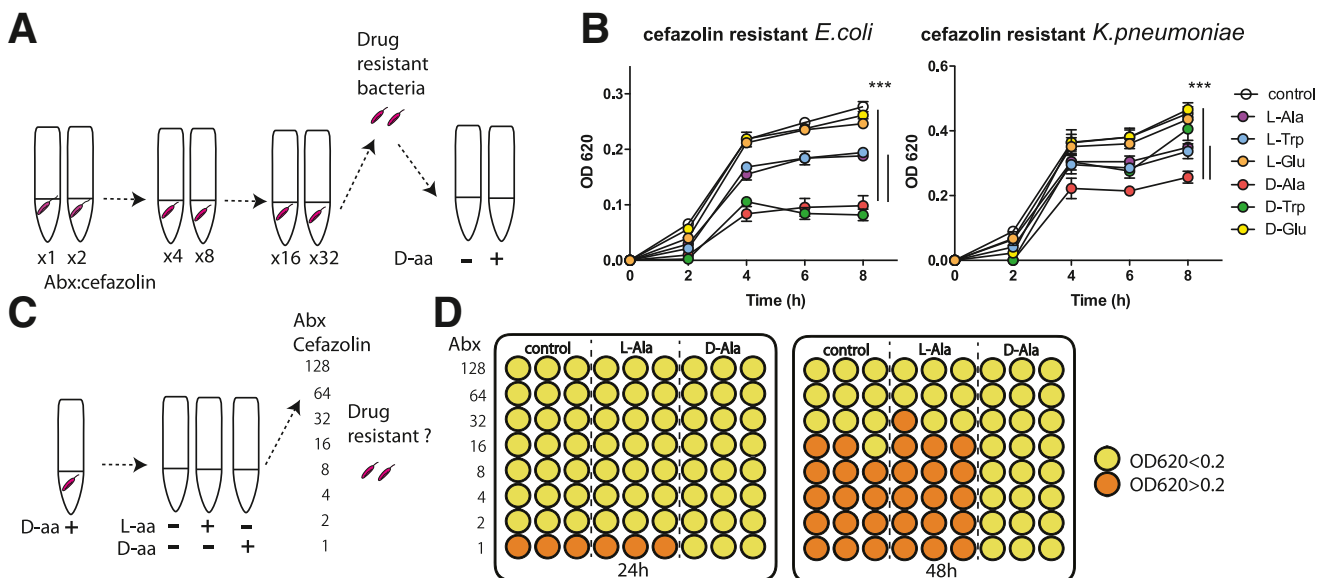 A
Drug
resistant
bacteria
x1 x2
x4 x8
x16 x32
D-aa - +
Abx:cefazolin
B
cefazolin resistant E.coli
cefazolin resistant K.pneumoniae
***
***
0.3
0.2
0.1
0.0
OD 620
0 2 4 6 8
Time (h)
0.6
0.4
0.2
0.0
OD 620
0 2 4 6 8
Time (h)
control
L-Ala
L-Trp
L-Glu
D-Ala
D-Trp
D-Glu
C
Abx
Cefazolin
128
64
32
16
8
4
2
1
Drug
resistant ?
D-aa +
L-aa - + -
D-aa - - +
D
Abx
control L-Ala D-Ala
128
64
32
16
8
4
2
1
24h
control L-Ala D-Ala
48h
OD620<0.2
OD620>0.2